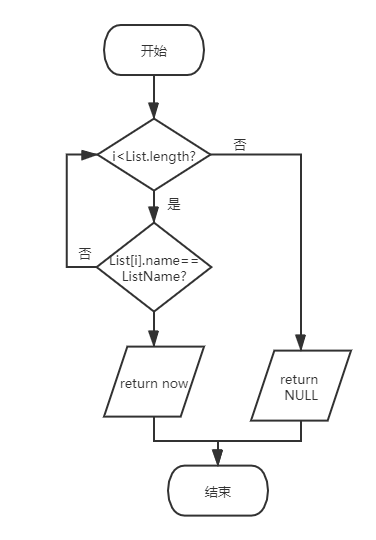 开始
i<List.length?
否
是
List[i].name==
ListName?
否
return now
return
NULL
结束